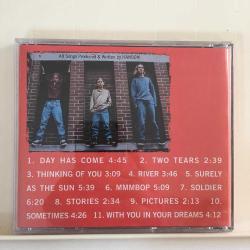 All Songs Produced & Written by HANSON
1. DAY HAS COME 4:45 2. TWO TEARS 2:39
3. THINKING OF YOU 3:09 4. RIVER 3:46 5. SURELY
AS THE SUN 5:39 6. MMMBOP 5:17 7. SOLDIER
6:20 8. STORIES 2:34 9. PICTURES 2:13 10.
SOMETIMES 4:26 11. WITH YOU IN YOUR DREAMS 4:12